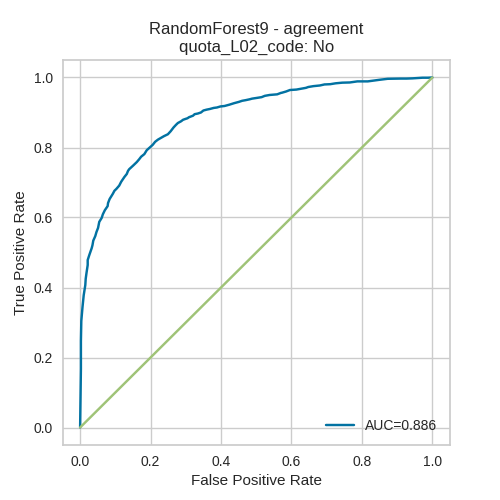 RandomForest9 - agreement
quota_L02_code: No
1.0
0.8
0.6
0.4
0.2
0.0
True Positive Rate
AUC=0.886
0.0 0.2 0.4 0.6 0.8 1.0
False Positive Rate